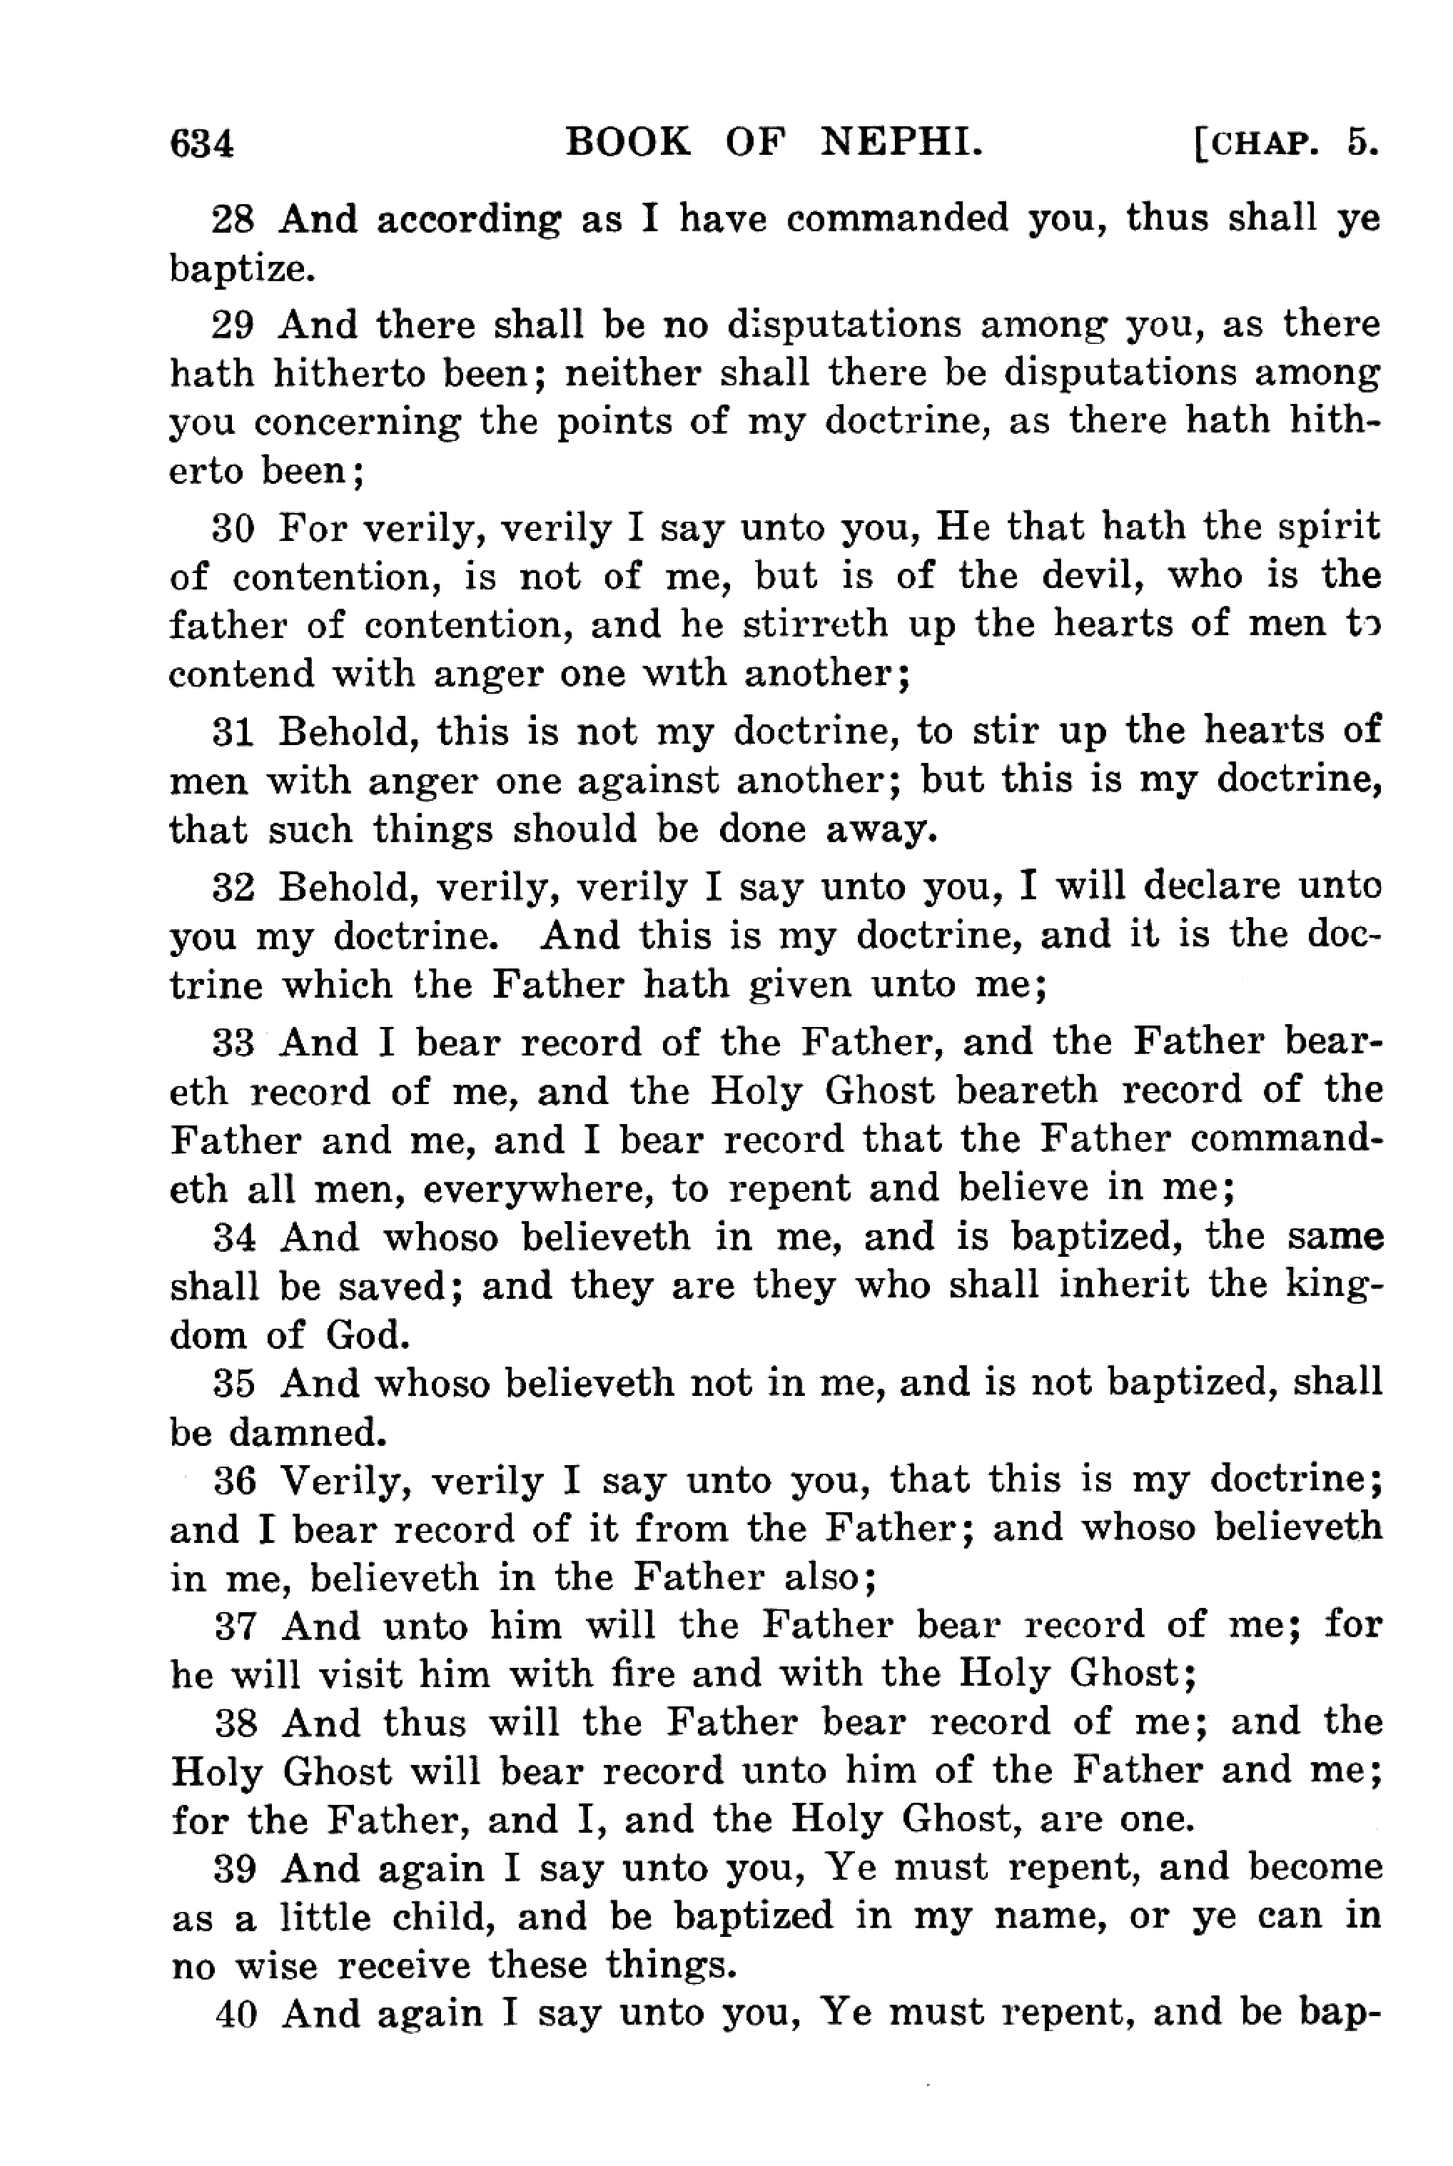 634 BOOK OF NEPHI. [CHAP. 5.
28 And according as I have commanded you, thus shall ye
baptize.
29 And there shall be no disputations among you, as there
hath hitherto been; neither shall there be disputations among
you concerning the points of my doctrine, as there hath hith-
erto been;
30 For verily, verily I say unto you, He that hath the spirit
of contention, is not of me, but is of the devil, who is the
father of contention, and he stirreth up the hearts of men to
contend with anger one with another;
31 Behold, this is not my doctrine, to stir up the hearts of
men with anger one against another; but this is my doctrine,
that such things should be done away.
32 Behold, verily, verily I say unto you, I will declare unto
you my doctrine. And this is my doctrine, and it is the doc-
trine which the Father hath given unto me;
33 And I bear record of the Father, and the Father bear-
eth record of me, and the Holy Ghost beareth record of the
Father and me, and I bear record that the Father command-
eth all men, everywhere, to repent and believe in me;
34 And whoso believeth in me, and is baptized, the same
shall be saved; and they are they who shall inherit the king-
dom of God.
35 And whoso believeth not in me, and is not baptized, shall
be damned.
36 Verily, verily I say unto you, that this is my doctrine;
and I bear record of it from the Father; and whoso believeth
in me, believeth in the Father also;
37 And unto him will the Father bear record of me; for
he will visit him with fire and with the Holy Ghost;
38 And thus will the Father bear record of me; and the
Holy Ghost will bear record unto him of the Father and me;
for the Father, and I, and the Holy Ghost, are one.
39 And again I say unto you, Ye must repent, and become
as a little child, and be baptized in my name, or ye can in
no wise receive these things.
40 And again I say unto you, Ye must repent, and be bap-